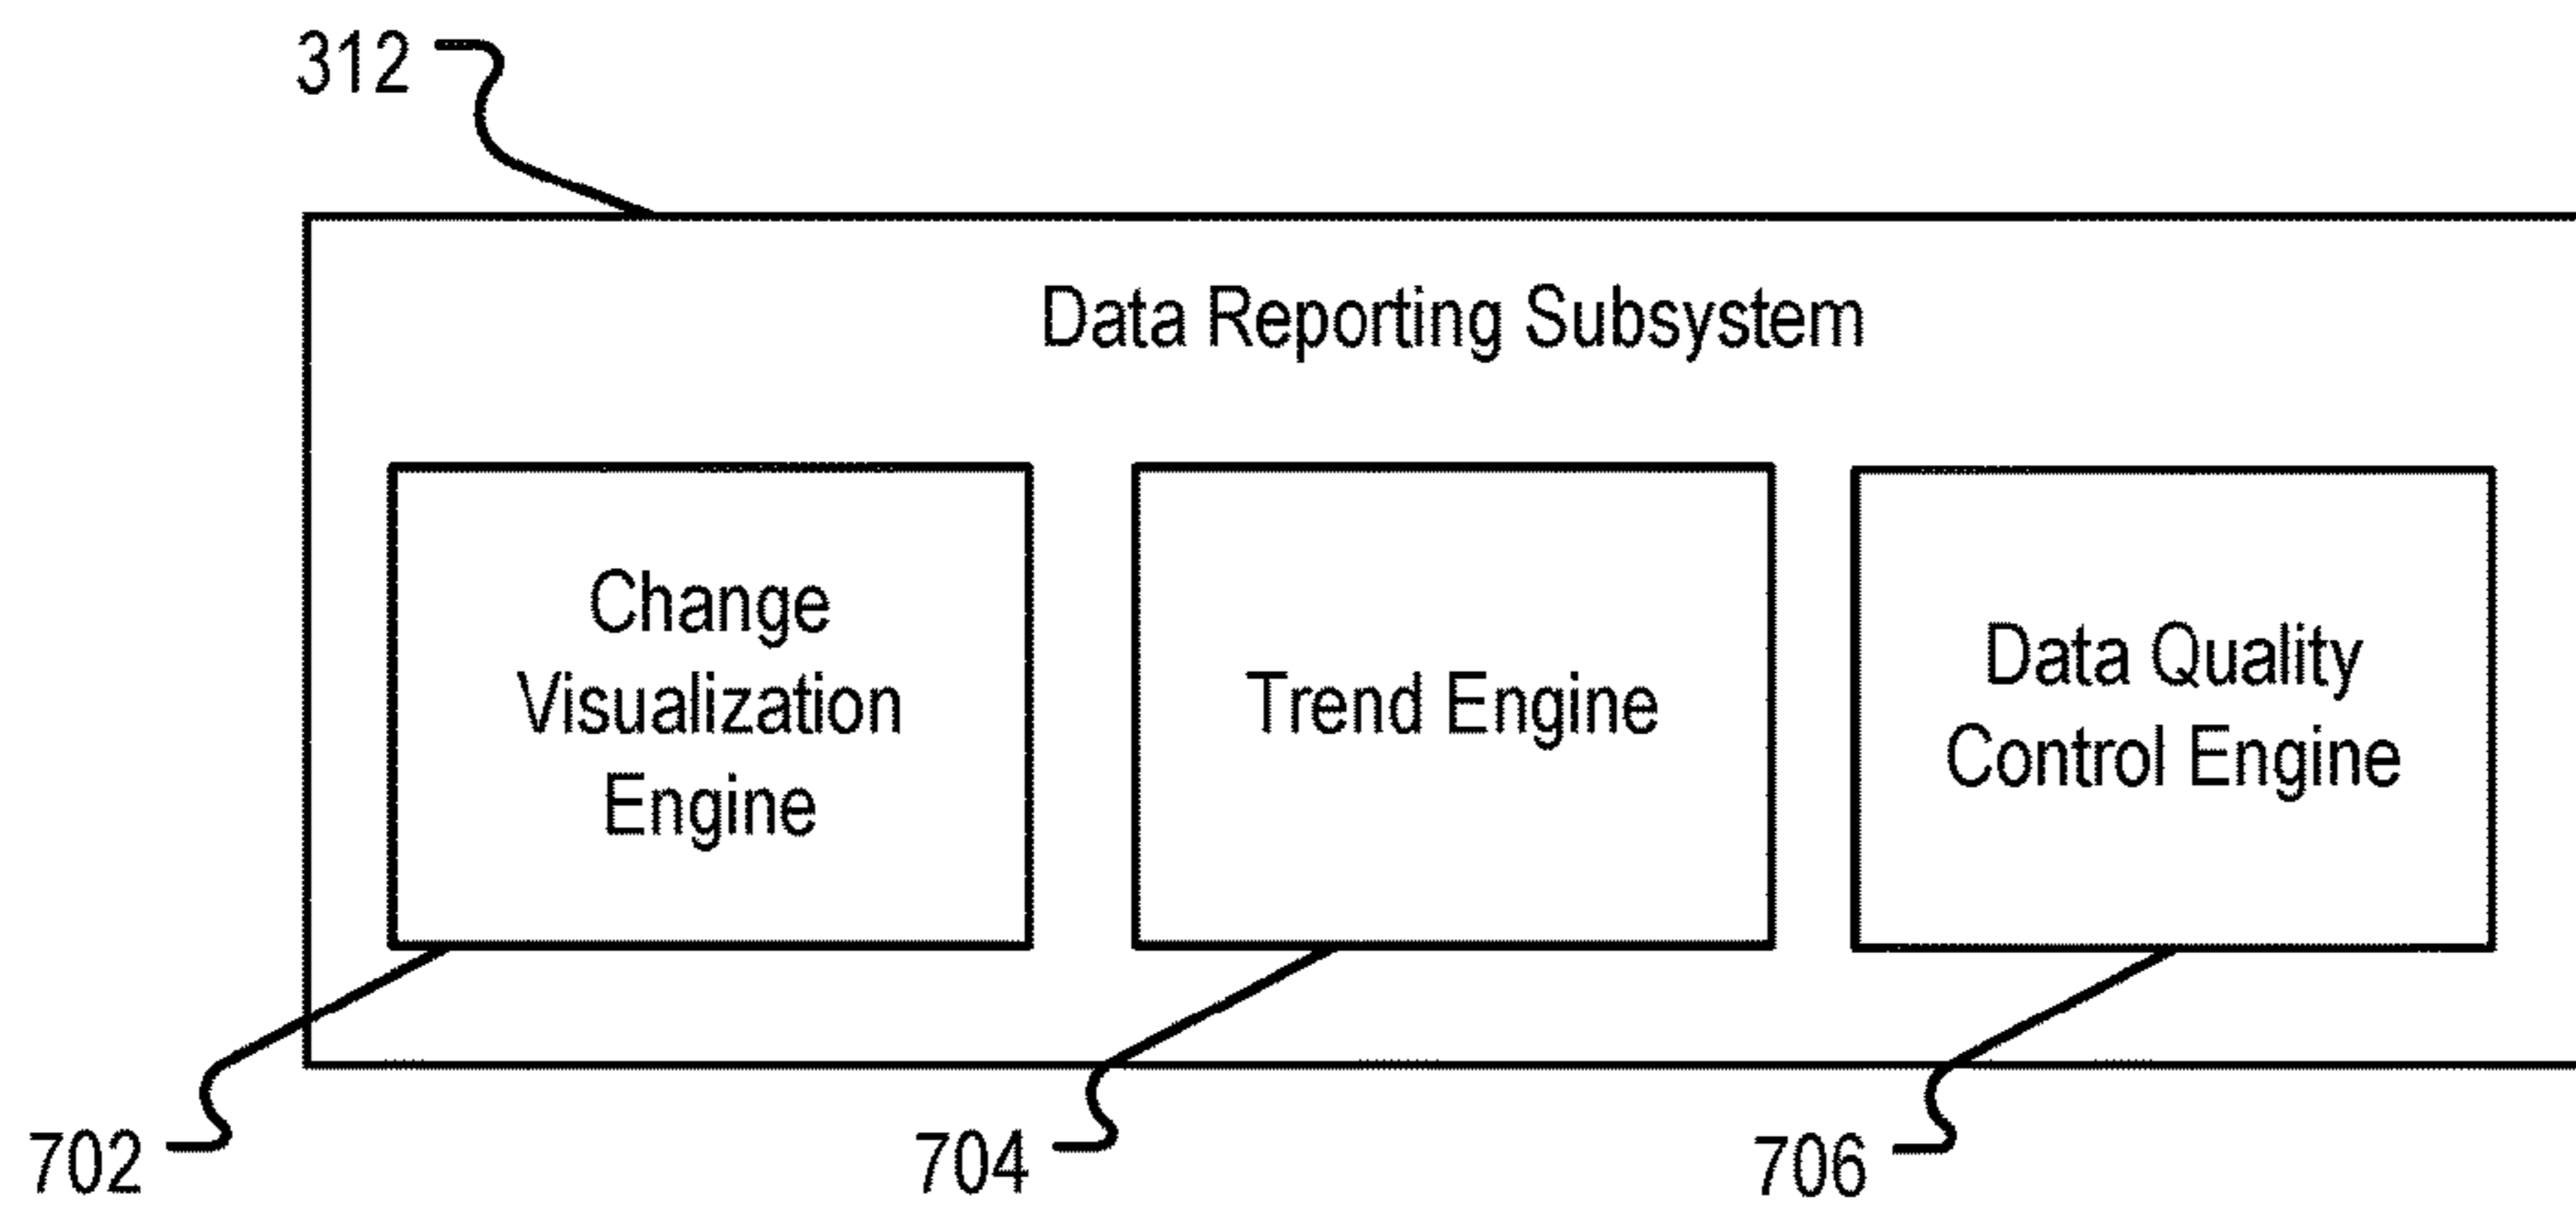 312
Data Reporting Subsystem
Change
Visualization
Engine
Trend Engine
Data Quality
Control Engine
702
704
706